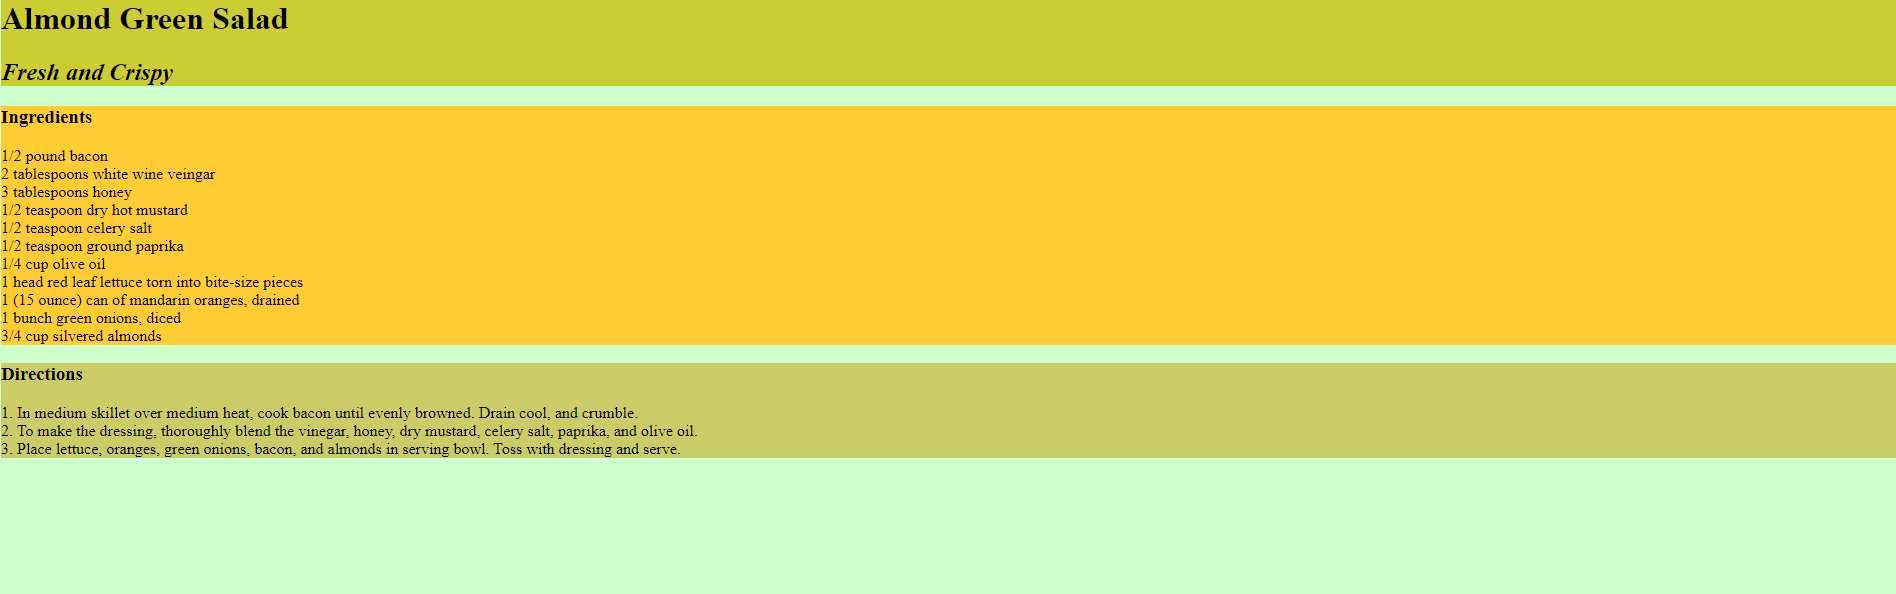 Almond Green Salad
Fresh and Crispy
Ingredients
1/2 pound bacon
2 tablespoons white wine veingar
3 tablespoons honey
1/2 teaspoon dry hot mustard
1/2 teaspoon celery salt
1/2 teaspoon ground paprika
1/4 cup olive oil
1 head red leaf lettuce torn into bite-size pieces
1 (15 ounce) can of mandarin oranges, drained
1 bunch green onions, diced
3/4 cup silvered almonds
Directions
1. In medium skillet over medium heat, cook bacon until evenly browned. Drain cool, and crumble.
2. To make the dressing, thoroughly blend the vinegar, honey, dry mustard, celery salt, paprika, and olive oil.
3. Place lettuce, oranges, green onions, bacon, and almonds in serving bowl. Toss with dressing and serve.